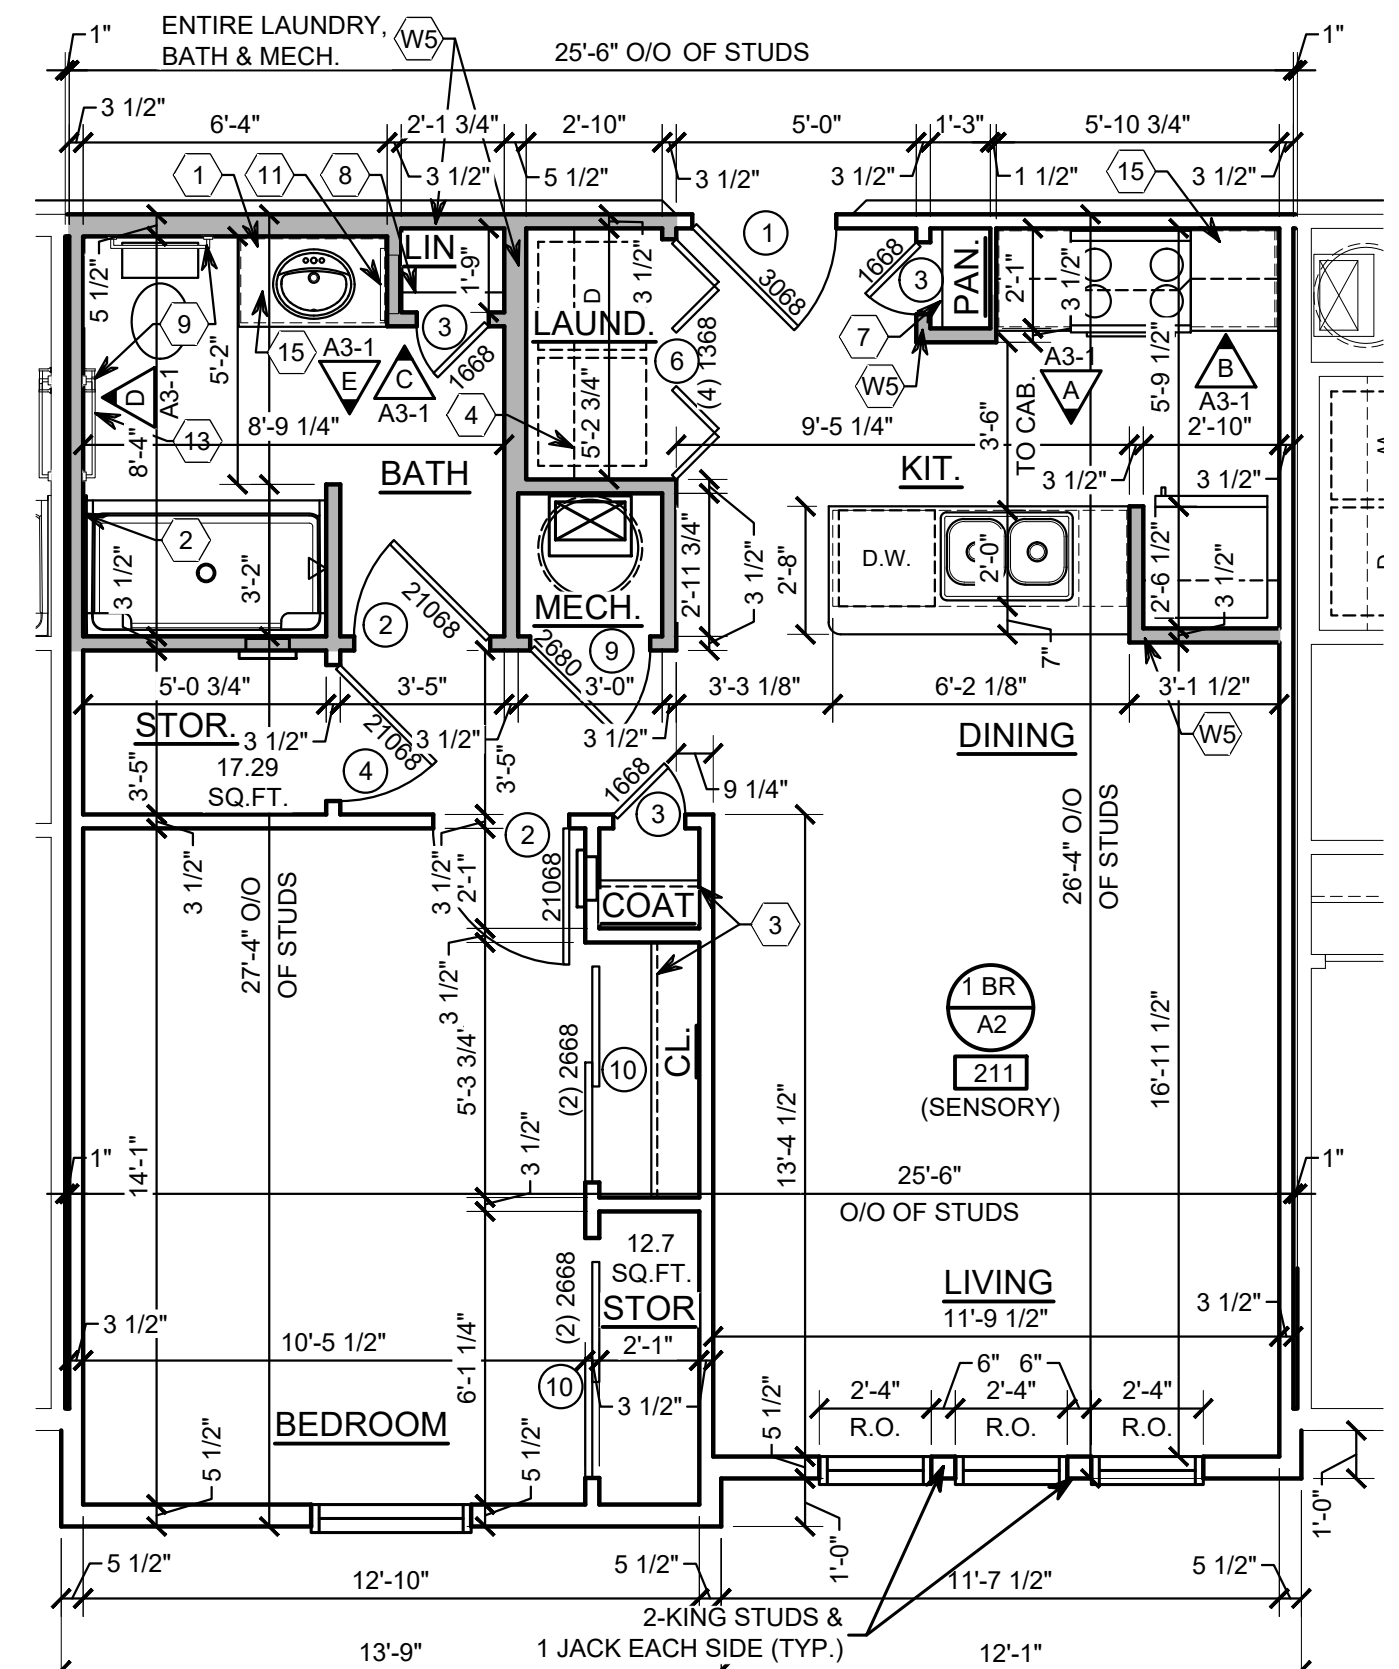 1"
ENTIRE LAUNDRY,
BATH & MECH.
W5
25'-6" O/O OF STUDS
1"
3 1/2"
6'-4"
2'-1 3/4"
2'-10"
5'-0"
1'-3"
5'-10 3/4"
3 1/2"
5 1/2"
3 1/2"
3 1/2"
1 1/2"
3 1/2"
1
11
8
15
1
LIN
1'-9"
D
3 1/2"
LAUND.
3068
1668
3
PAN.
2'-1"
3 1/2"
5 1/2"
9
3
7
15
A3-1
E
C
A3-1
1668
6
(4) 1368
W5
A3-1
A
5'-9 1/2"
B
A3-1
5'-2"
D
A3-1
4
5'-2 3/4"
13
8'-4"
8'-9 1/4"
9'-5 1/4"
3'-6"
TO CAB.
2'-10"
BATH
KIT.
3 1/2"
3 1/2"
2
3 1/2"
3'-2"
2'-11 3/4"
3 1/2"
2'-8"
D.W.
2'-0"
2'-6 1/2"
3 1/2"
D
MECH.
2
21068
2680
9
7"
5'-0 3/4"
3'-5"
3'-0"
3'-3 1/8"
6'-2 1/8"
3'-1 1/2"
STOR.
3 1/2"
3 1/2"
3 1/2"
DINING
W5
17.29
SQ.FT.
21068
4
3'-5"
3'-5"
1668
3
9 1/4"
2
3 1/2"
3 1/2"
2'-1"
21068
COAT
3
27'-4" O/O
OF STUDS
26'-4" O/O
OF STUDS
3 1/2"
5'-3 3/4"
(2) 2668
10
CL.
1 BR
A2
211
(SENSORY)
16'-11 1/2"
13'-4 1/2"
14'-1"
3 1/2"
1"
25'-6"
O/O OF STUDS
1"
12.7
SQ.FT.
STOR
(2) 2668
LIVING
11'-9 1/2"
3 1/2"
3 1/2"
10'-5 1/2"
6'-1 1/4"
2'-1"
10
3 1/2"
6"
6"
2'-4"
R.O.
2'-4"
R.O.
2'-4"
R.O.
BEDROOM
5 1/2"
5 1/2"
5 1/2"
1'-0"
1'-0"
5 1/2"
12'-10"
5 1/2"
11'-7 1/2"
5 1/2"
2-KING STUDS &
1 JACK EACH SIDE (TYP.)
13'-9"
12'-1"